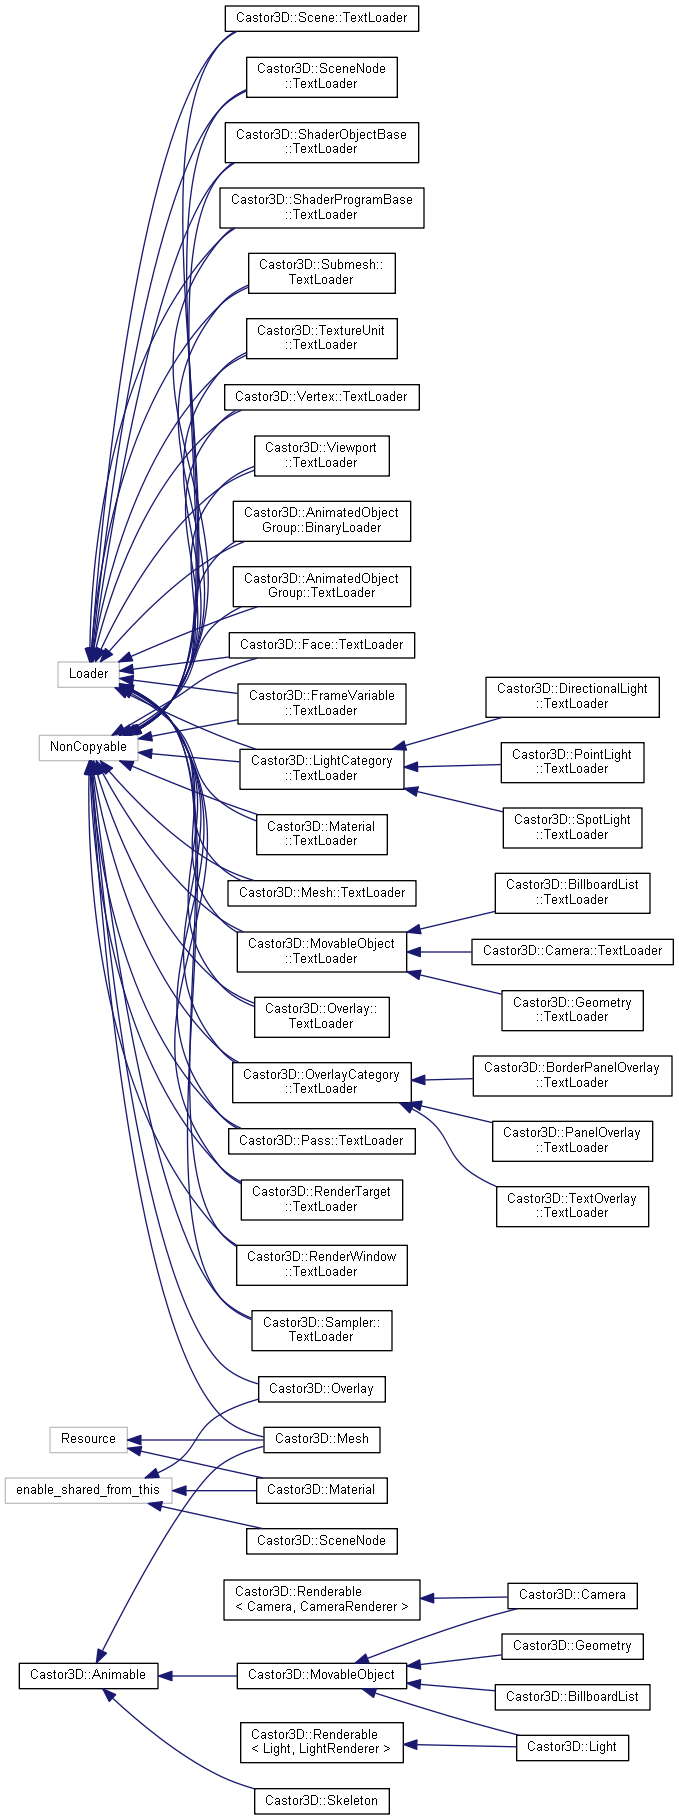 Castor3D::Scene::TextLoader
Castor3D::SceneNode
::TextLoader
Castor3D::ShaderObjectBase
::TextLoader
Castor3D::ShaderProgramBase
::TextLoader
Castor3D::Submesh::
TextLoader
Castor3D::TextureUnit
::TextLoader
Castor3D::Vertex::TextLoader
Castor3D::Viewport
::TextLoader
Castor3D::AnimatedObject
Group::BinaryLoader
Castor3D::AnimatedObject
Group::TextLoader
Castor3D::Face::TextLoader
Loader
Castor3D::FrameVariable
::TextLoader
Castor3D::DirectionalLight
::TextLoader
NonCopyable
Castor3D::LightCategory
::TextLoader
Castor3D::PointLight
::TextLoader
Castor3D::SpotLight
::TextLoader
Castor3D::Material
::TextLoader
Castor3D::Mesh::TextLoader
Castor3D::BillboardList
::TextLoader
Castor3D::MovableObject
::TextLoader
Castor3D::Camera::TextLoader
Castor3D::Geometry
::TextLoader
Castor3D::Overlay::
TextLoader
Castor3D::OverlayCategory
::TextLoader
Castor3D::BorderPanelOverlay
::TextLoader
Castor3D::PanelOverlay
::TextLoader
Castor3D::Pass::TextLoader
Castor3D::TextOverlay
::TextLoader
Castor3D::RenderTarget
::TextLoader
Castor3D::RenderWindow
::TextLoader
Castor3D::Sampler::
TextLoader
Castor3D::Overlay
Resource
Castor3D::Mesh
enable_shared_from_this
Castor3D::Material
Castor3D::SceneNode
Castor3D::Renderable
< Camera, CameraRenderer >
Castor3D::Camera
Castor3D::Geometry
Castor3D::Animable
Castor3D::MovableObject
Castor3D::BillboardList
Castor3D::Renderable
< Light, LightRenderer >
Castor3D::Light
Castor3D::Skeleton